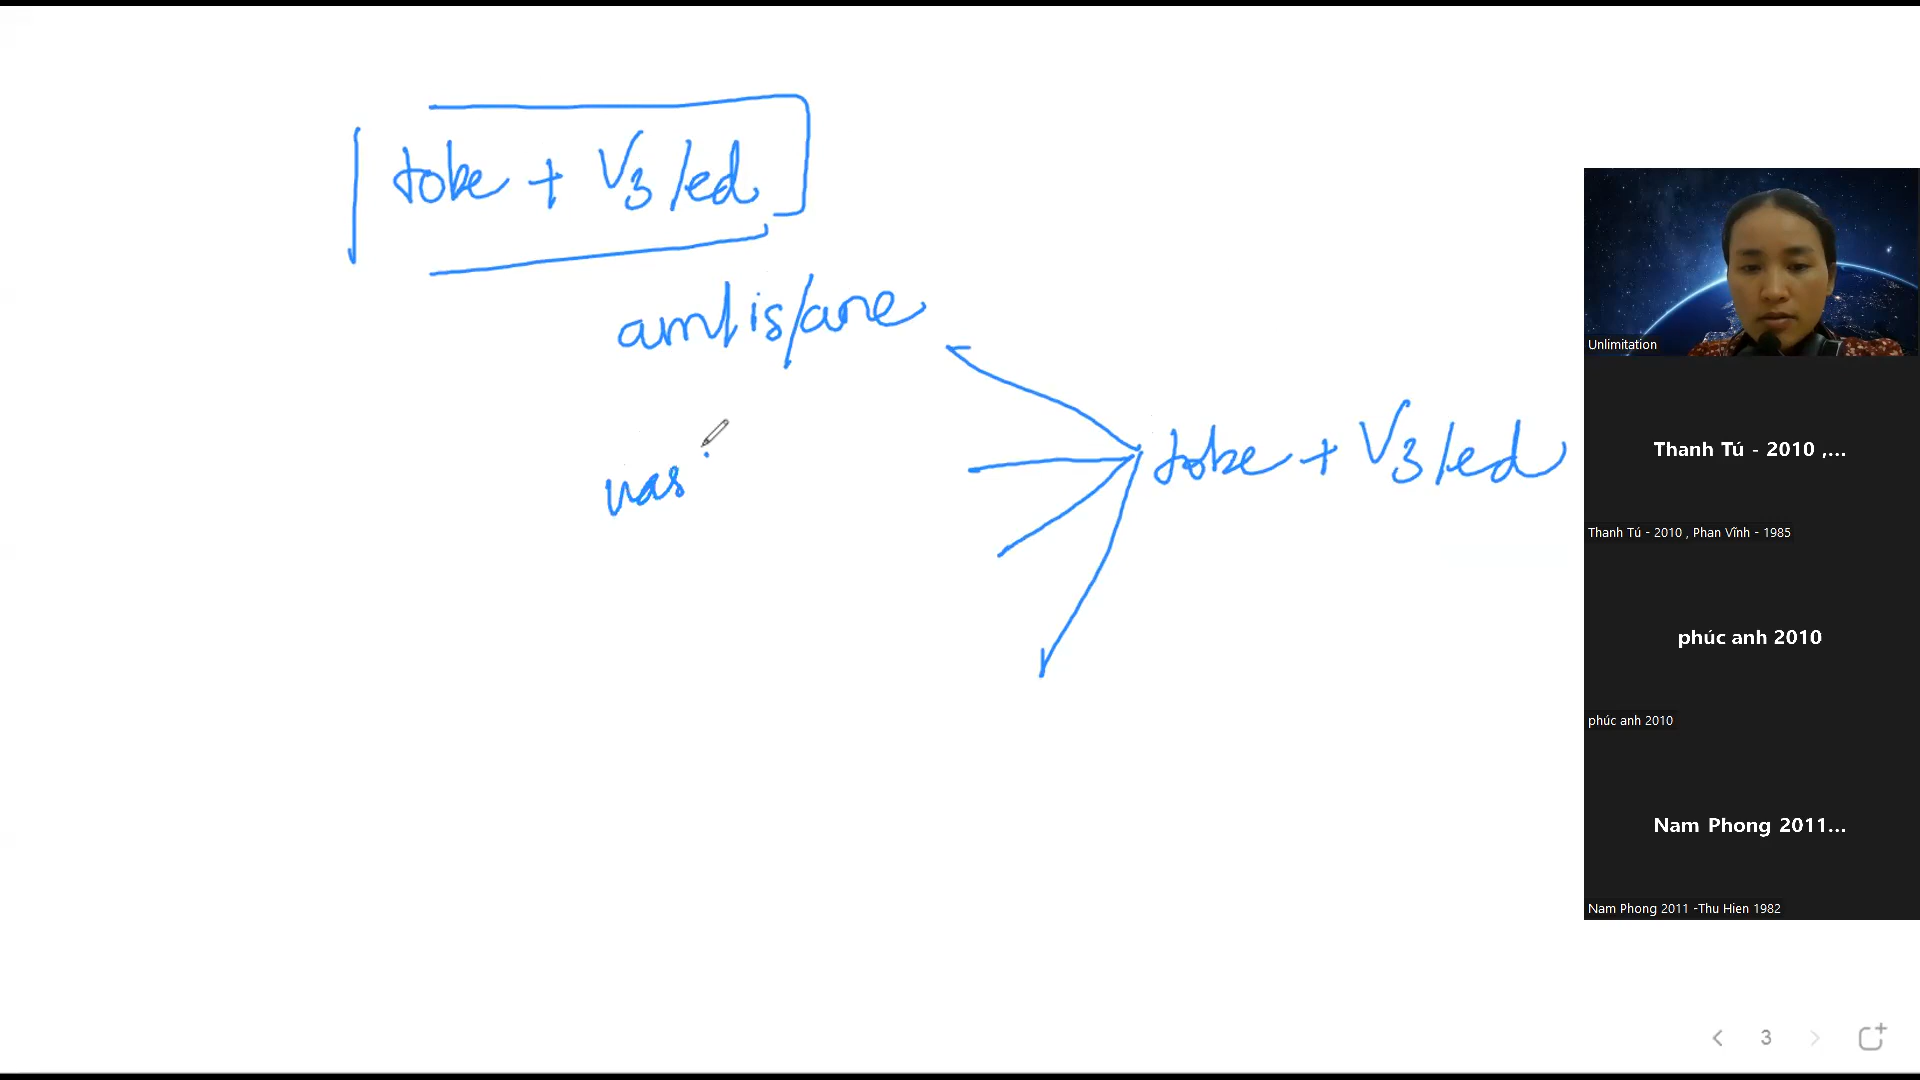 tobe + V3/ed
am/is/are
was
tobe + V3/ed
Unlimitation
Thanh Tú - 2010 ,...
Thanh Tú - 2010 , Phan Vĩnh - 1985
phúc anh 2010
phúc anh 2010
Nam Phong 2011...
Nam Phong 2011 -Thu Hien 1982
3